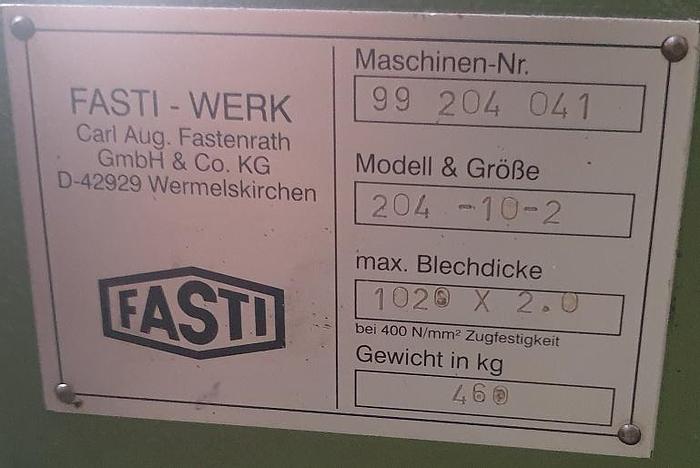 FASTI - WERK
Carl Aug. Fastenrath
GmbH & Co. KG
D-42929 Wermelskirchen
FASTI
Maschinen-Nr.
99 204 041
Modell & Größe
204 -10-2
max. Blechdicke
1020 X 2.0
bei 400 N/mm² Zugfestigkeit
Gewicht in kg
460